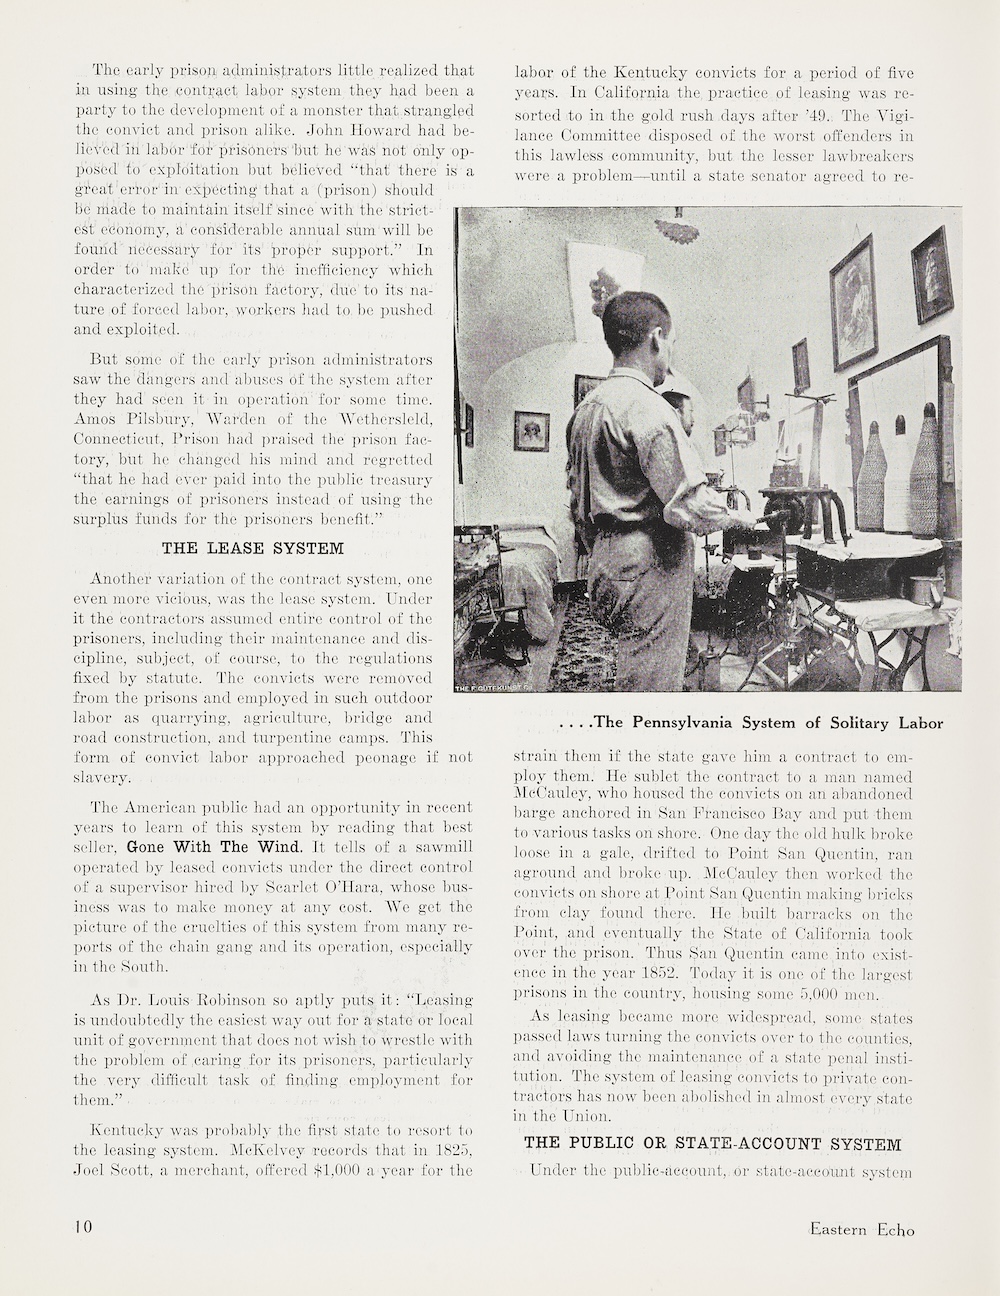 The early prison administrators little realized that
in using the contract labor system they had been a
party to the development of a monster that strangled
the convict and prison alike. John Howard had be-
lieved in labor for prisoners but he was not only op-
posed to exploitation but believed “that there is a
great error in expecting that a (prison) should
be made to maintain itself since with the strict-
est economy, a considerable annual sum will be
found necessary for its proper support.” In
order to make up for the inefficiency which
characterized the prison factory, due to its na-
ture of forced labor, workers had to be pushed
and exploited.
But some of the early prison administrators
saw the dangers and abuses of the system after
they had seen it in operation for some time.
Amos Pilsbury, Warden of the Wethersleld,
Connecticut, Prison had praised the prison fac-
tory, but he changed his mind and regretted
“that he had ever paid into the public treasury
the earnings of prisoners instead of using the
surplus funds for the prisoners benefit.”
THE LEASE SYSTEM
Another variation of the contract system, one
even more vicious, was the lease system. Under
it the contractors assumed entire control of the
prisoners, including their maintenance and dis-
cipline, subject, of course, to the regulations
fixed by statute. The convicts were removed
from the prisons and employed in such outdoor
labor as quarrying, agriculture, bridge and
road construction, and turpentine camps. This
form of convict labor approached peonage if not
slavery.
The American public had an opportunity in recent
years to learn of this system by reading that best
seller, Gone With The Wind. It tells of a sawmill
operated by leased convicts under the direct control
of a supervisor hired by Scarlet O'Hara, whose bus-
iness was to make money at any cost. We get the
picture of the cruelties of this system from many re-
ports of the chain gang and its operation, especially
in the South.
As Dr. Louis Robinson so aptly puts it: “Leasing
is undoubtedly the easiest way out for a state or local
unit of government that does not wish to wrestle with
the problem of caring for its prisoners, particularly
the very difficult task of finding employment for
them.”
Kentucky was probably the first state to resort to
the leasing system. McKelvey records that in 1825,
Joel Scott, a merchant, offered $1,000 a year for the
labor of the Kentucky convicts for a period of five
years. In California the practice of leasing was re-
sorted to in the gold rush days after '49. The Vigi-
lance Committee disposed of the worst offenders in
this lawless community, but the lesser lawbreakers
were a problem—until a state senator agreed to re-
THE F. GUTEKUNST CO.
. . . .The Pennsylvania System of Solitary Labor
strain them if the state gave him a contract to em-
ploy them. He sublet the contract to a man named
McCauley, who housed the convicts on an abandoned
barge anchored in San Francisco Bay and put them
to various tasks on shore. One day the old hulk broke
loose in a gale, drifted to Point San Quentin, ran
aground and broke up. McCauley then worked the
convicts on shore at Point San Quentin making bricks
from clay found there. He built barracks on the
Point, and eventually the State of California took
over the prison. Thus San Quentin came into exist-
ence in the year 1852. Today it is one of the largest
prisons in the country, housing some 5,000 men.
As leasing became more widespread, some states
passed laws turning the convicts over to the counties,
and avoiding the maintenance of a state penal insti-
tution. The system of leasing convicts to private con-
tractors has now been abolished in almost every state
in the Union.
THE PUBLIC OR STATE-ACCOUNT SYSTEM
Under the public-account, or state-account system
10
Eastern Echo